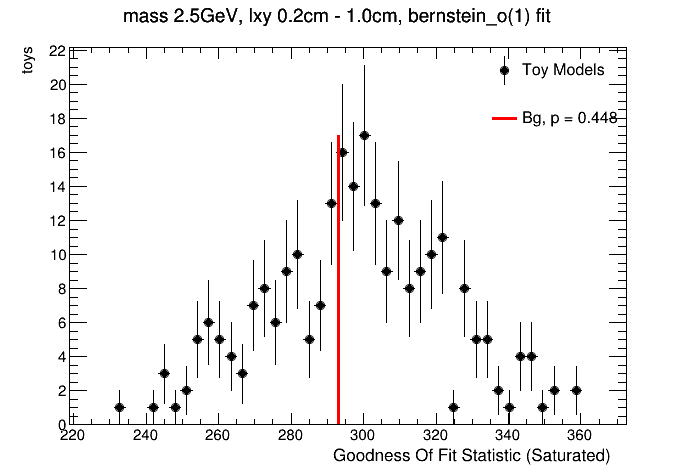 mass 2.5GeV, lxy 0.2cm - 1.0cm, bernstein_o(1) fit
toys
22
20
18
16
14
12
10
8
6
4
2
0
Toy Models
Bg, p = 0.448
220 240 260 280 300 320 340 360
Goodness Of Fit Statistic (Saturated)